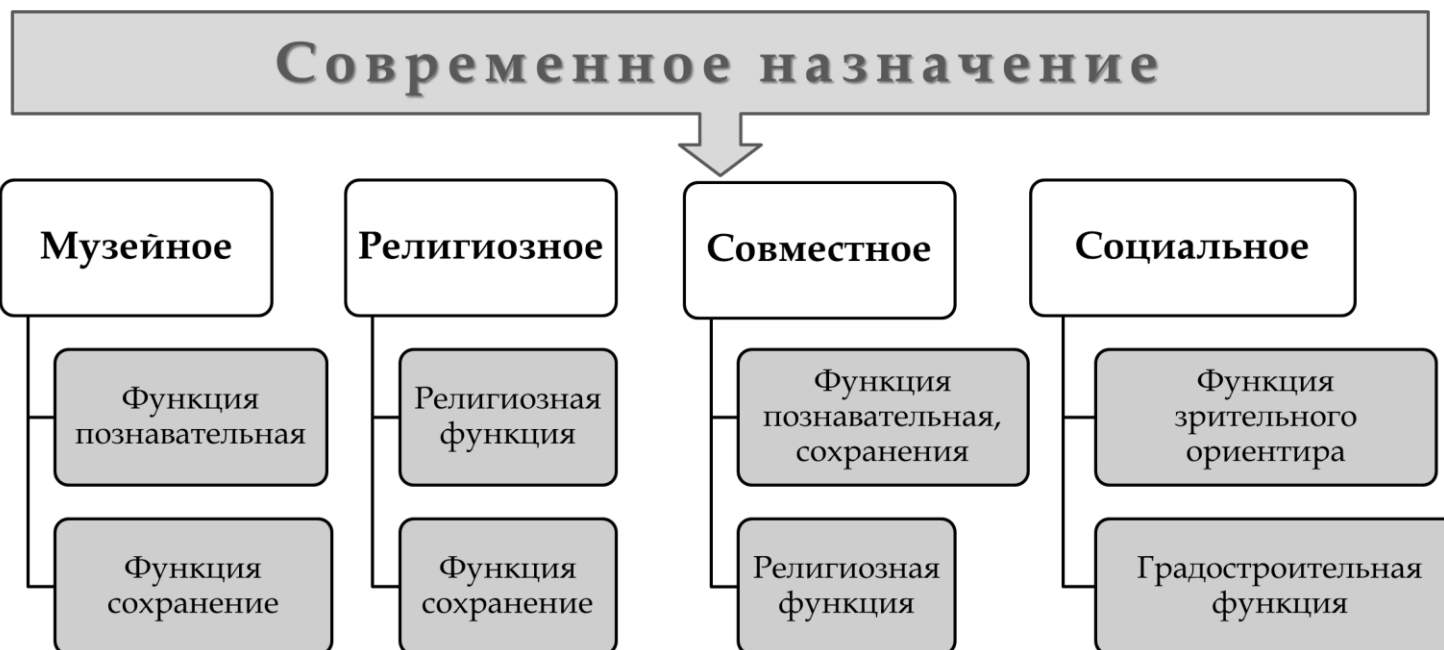 Современное назначение
Музейное
Религиозное
Совместное
Социальное
Функция
познавательная
Религиозная
функция
Функция
познавательная,
сохранения
Функция
зрительного
ориентира
Функция
сохранение
Функция
сохранение
Религиозная
функция
Градостроительная
функция